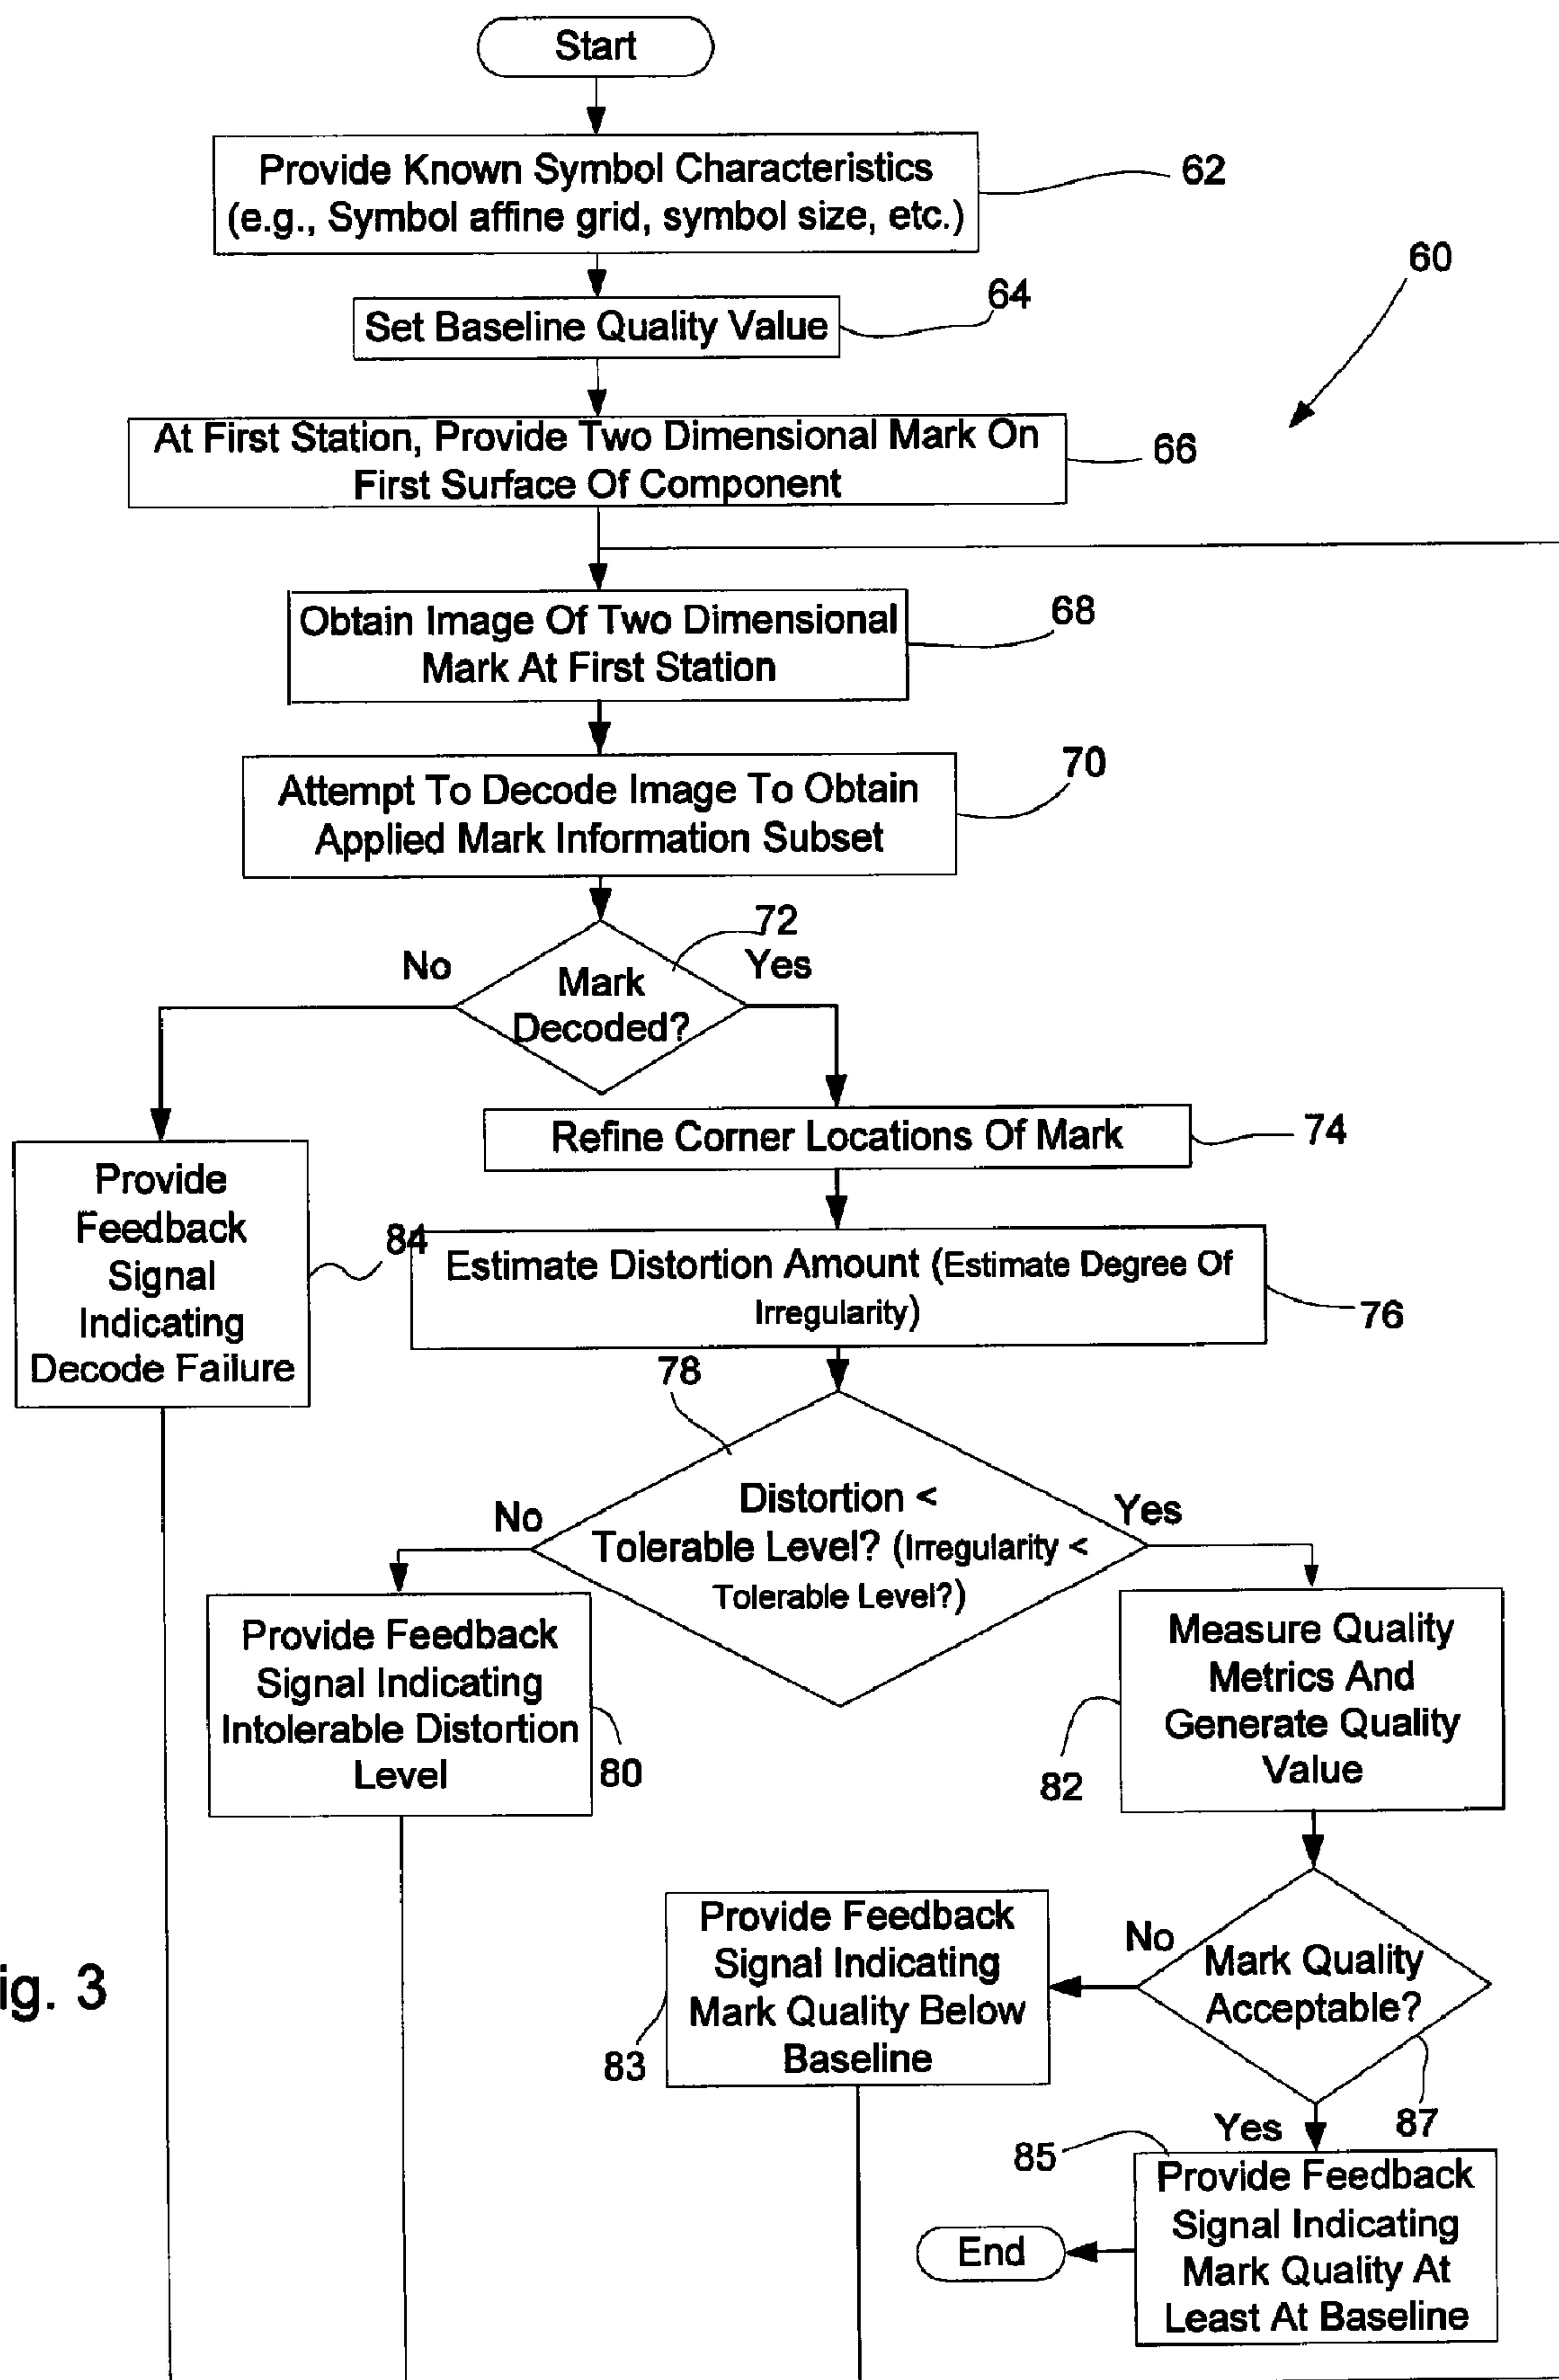 Start
Provide Known Symbol Characteristics
(e.g., Symbol affine grid, symbol size, etc.)
62
60
64
Set Baseline Quality Value
At First Station, Provide Two Dimensional Mark On
First Surface Of Component
66
Obtain Image Of Two Dimensional
Mark At First Station
68
Attempt To Decode Image To Obtain
Applied Mark Information Subset
70
72
No
Yes
Mark
Decoded?
Refine Corner Locations Of Mark
74
Provide
Feedback
Signal
Indicating
Decode Failure
84
Estimate Distortion Amount (Estimate Degree Of
Irregularity)
76
78
No
Yes
Distortion <
Tolerable Level? (Irregularity <
Tolerable Level?)
Provide Feedback
Signal Indicating
Intolerable Distortion
Level
80
Measure Quality
Metrics And
Generate Quality
Value
82
Provide Feedback
Signal Indicating
Mark Quality Below
Baseline
83
No
Mark Quality
Acceptable?
87
Yes
85
Provide Feedback
Signal Indicating
Mark Quality At
Least At Baseline
End
ig. 3